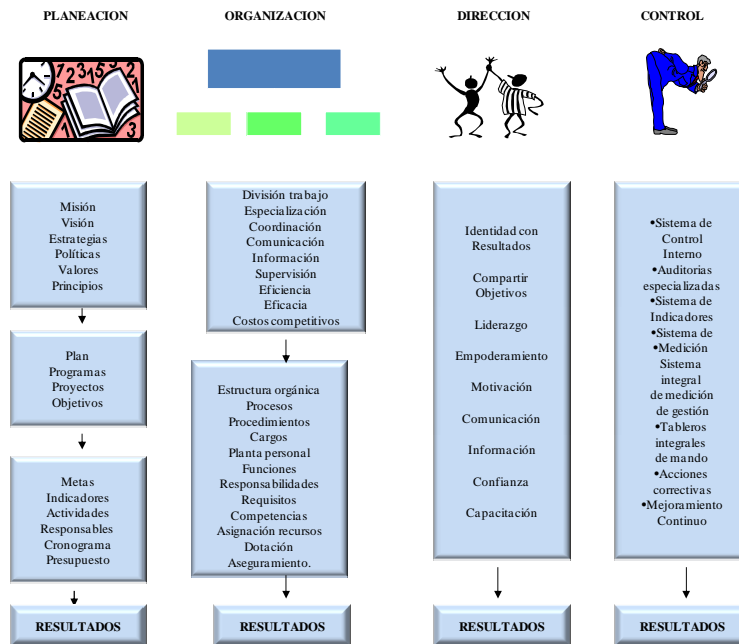 PLANEACION
ORGANIZACION
DIRECCION
CONTROL
Misión
Visión
Estrategias
Políticas
Valores
Principios
Plan
Programas
Proyectos
Objetivos
Metas
Indicadores
Actividades
Responsables
Cronograma
Presupuesto
RESULTADOS
División trabajo
Especialización
Coordinación
Comunicación
Información
Supervisión
Eficiencia
Eficacia
Costos competitivos
Estructura orgánica
Procesos
Procedimientos
Cargos
Planta personal
Funciones
Responsabilidades
Requisitos
Competencias
Asignación recursos
Dotación
Aseguramiento.
RESULTADOS
Identidad con
Resultados
Compartir
Objetivos
Liderazgo
Empoderamiento
Motivación
Comunicación
Información
Confianza
Capacitación
RESULTADOS
•Sistema de
Control
Interno
•Auditorias
especializadas
•Sistema de
Indicadores
•Sistema de
•Medición
Sistema
integral
de medición
de gestión
•Tableros
integrales
de mando
•Acciones
correctivas
•Mejoramiento
Continuo
RESULTADOS